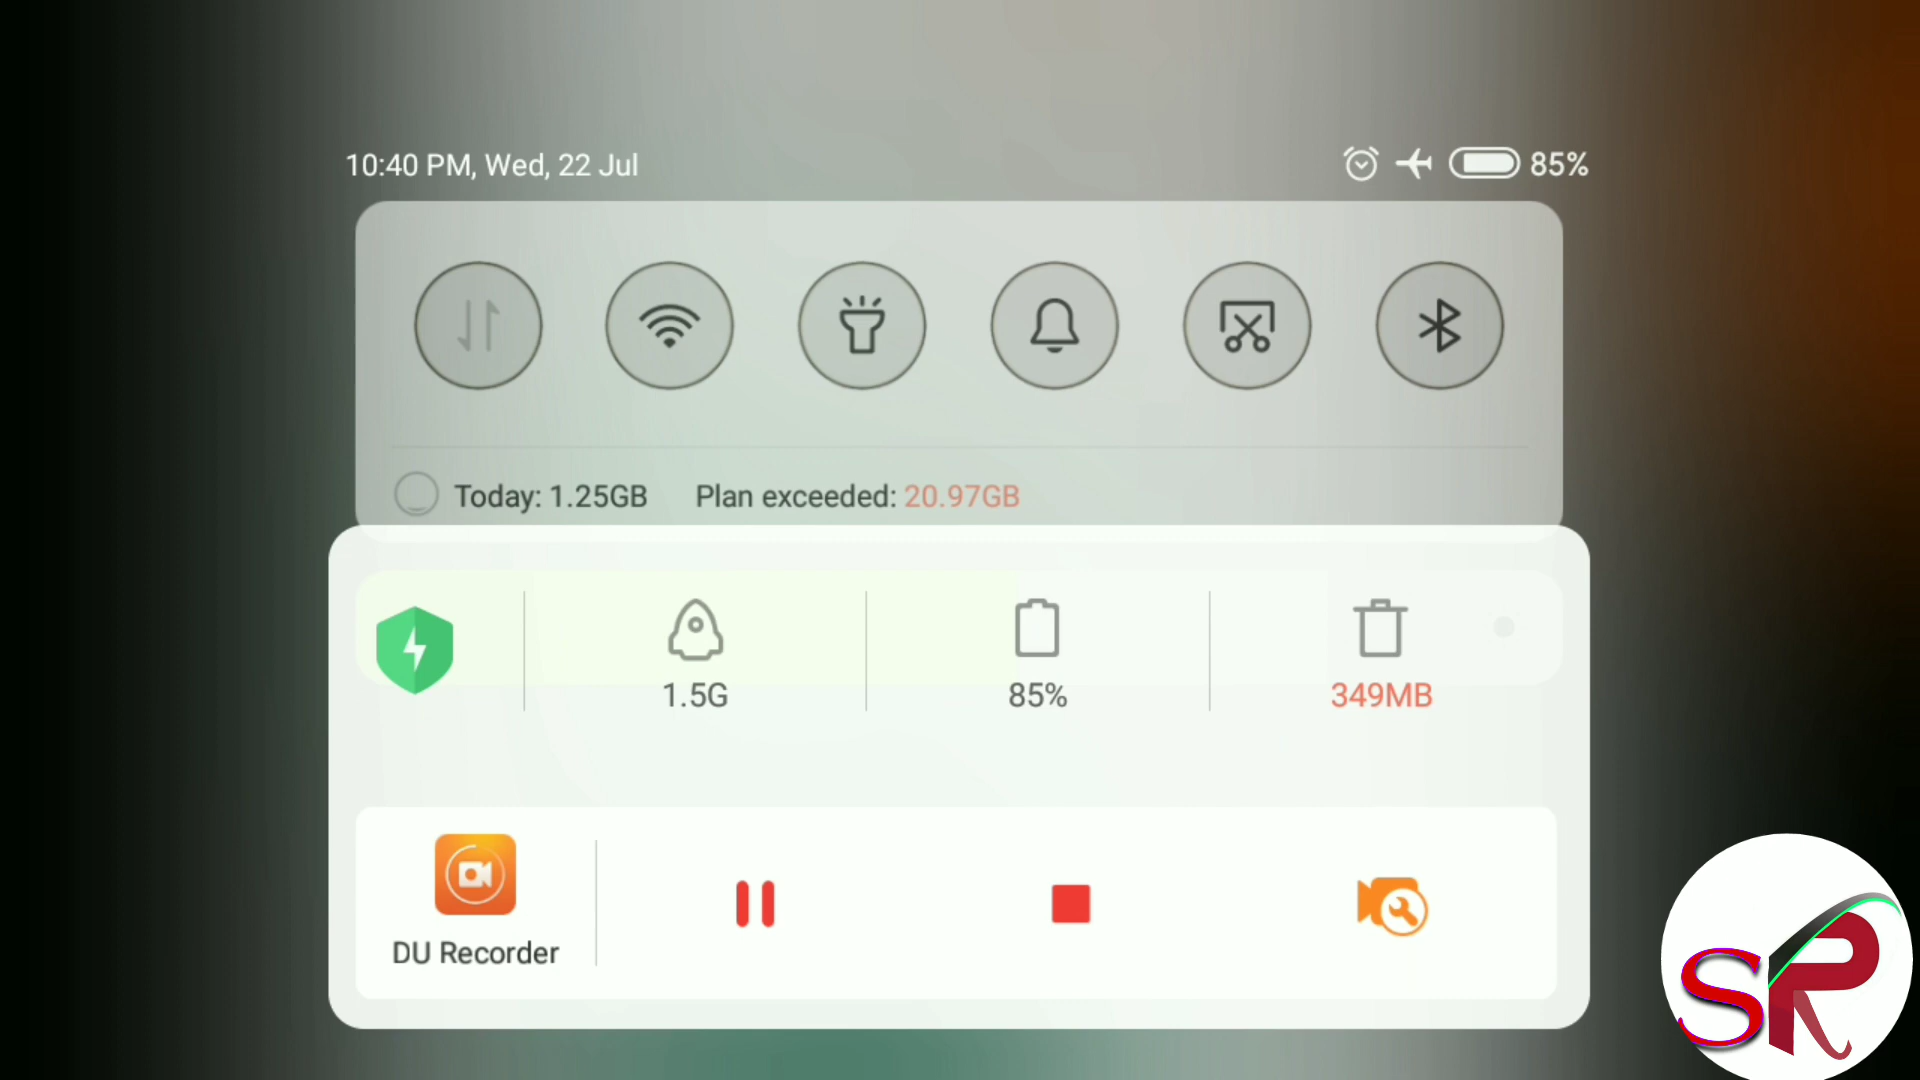 10:40 PM, Wed, 22 Jul 85%
Today: 1.25GB Plan exceeded: 20.97GB
1.5G 85% 349MB
DU Recorder
SR